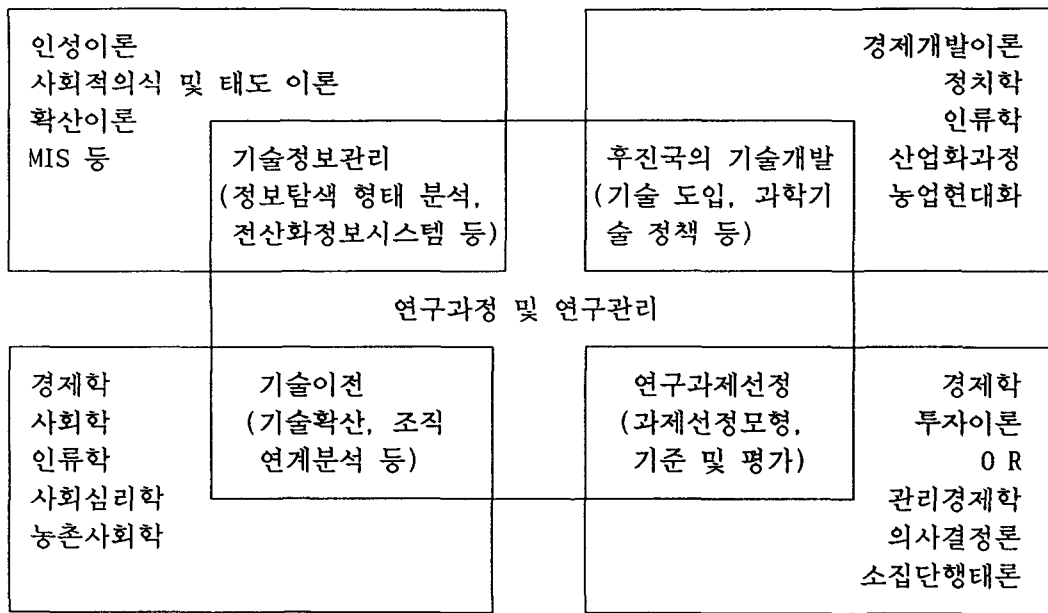 인성이론
사회적의식 및 태도 이론
확산이론
MIS 등
기술정보관리
(정보탐색 형태 분석,
전산화정보시스템 등)
경제개발이론
정치학
인류학
산업화과정
농업현대화
후진국의 기술개발
(기술 도입, 과학기
술 정책 등)
연구과정 및 연구관리
경제학
사회학
인류학
사회심리학
농촌사회학
기술이전
(기술확산, 조직
연계분석 등)
연구과제선정
(과제선정모형,
기준 및 평가)
경제학
투자이론
O R
관리경제학
의사결정론
소집단행태론